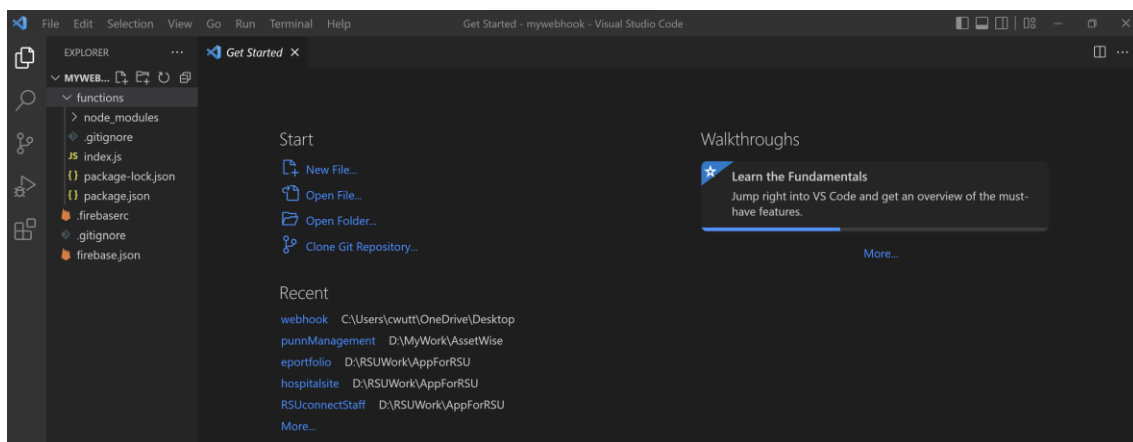 File Edit Selection View Go Run Terminal Help
Get Started - mywebhook - Visual Studio Code
EXPLORER
MYWEB...
functions
node_modules
.gitignore
JS index.js
{} package-lock.json
{} package.json
.firebaserc
.gitignore
firebase.json
Get Started
Start
New File...
Open File...
Open Folder...
Clone Git Repository...
Recent
webhook C:\Users\cwutt\OneDrive\Desktop
punnManagement D:\MyWork\AssetWise
eportfolio D:\RSUWork\AppForRSU
hospitalsite D:\RSUWork\AppForRSU
RSUconnectStaff D:\RSUWork\AppForRSU
More...
Walkthroughs
Learn the Fundamentals
Jump right into VS Code and get an overview of the must-
have features.
More...